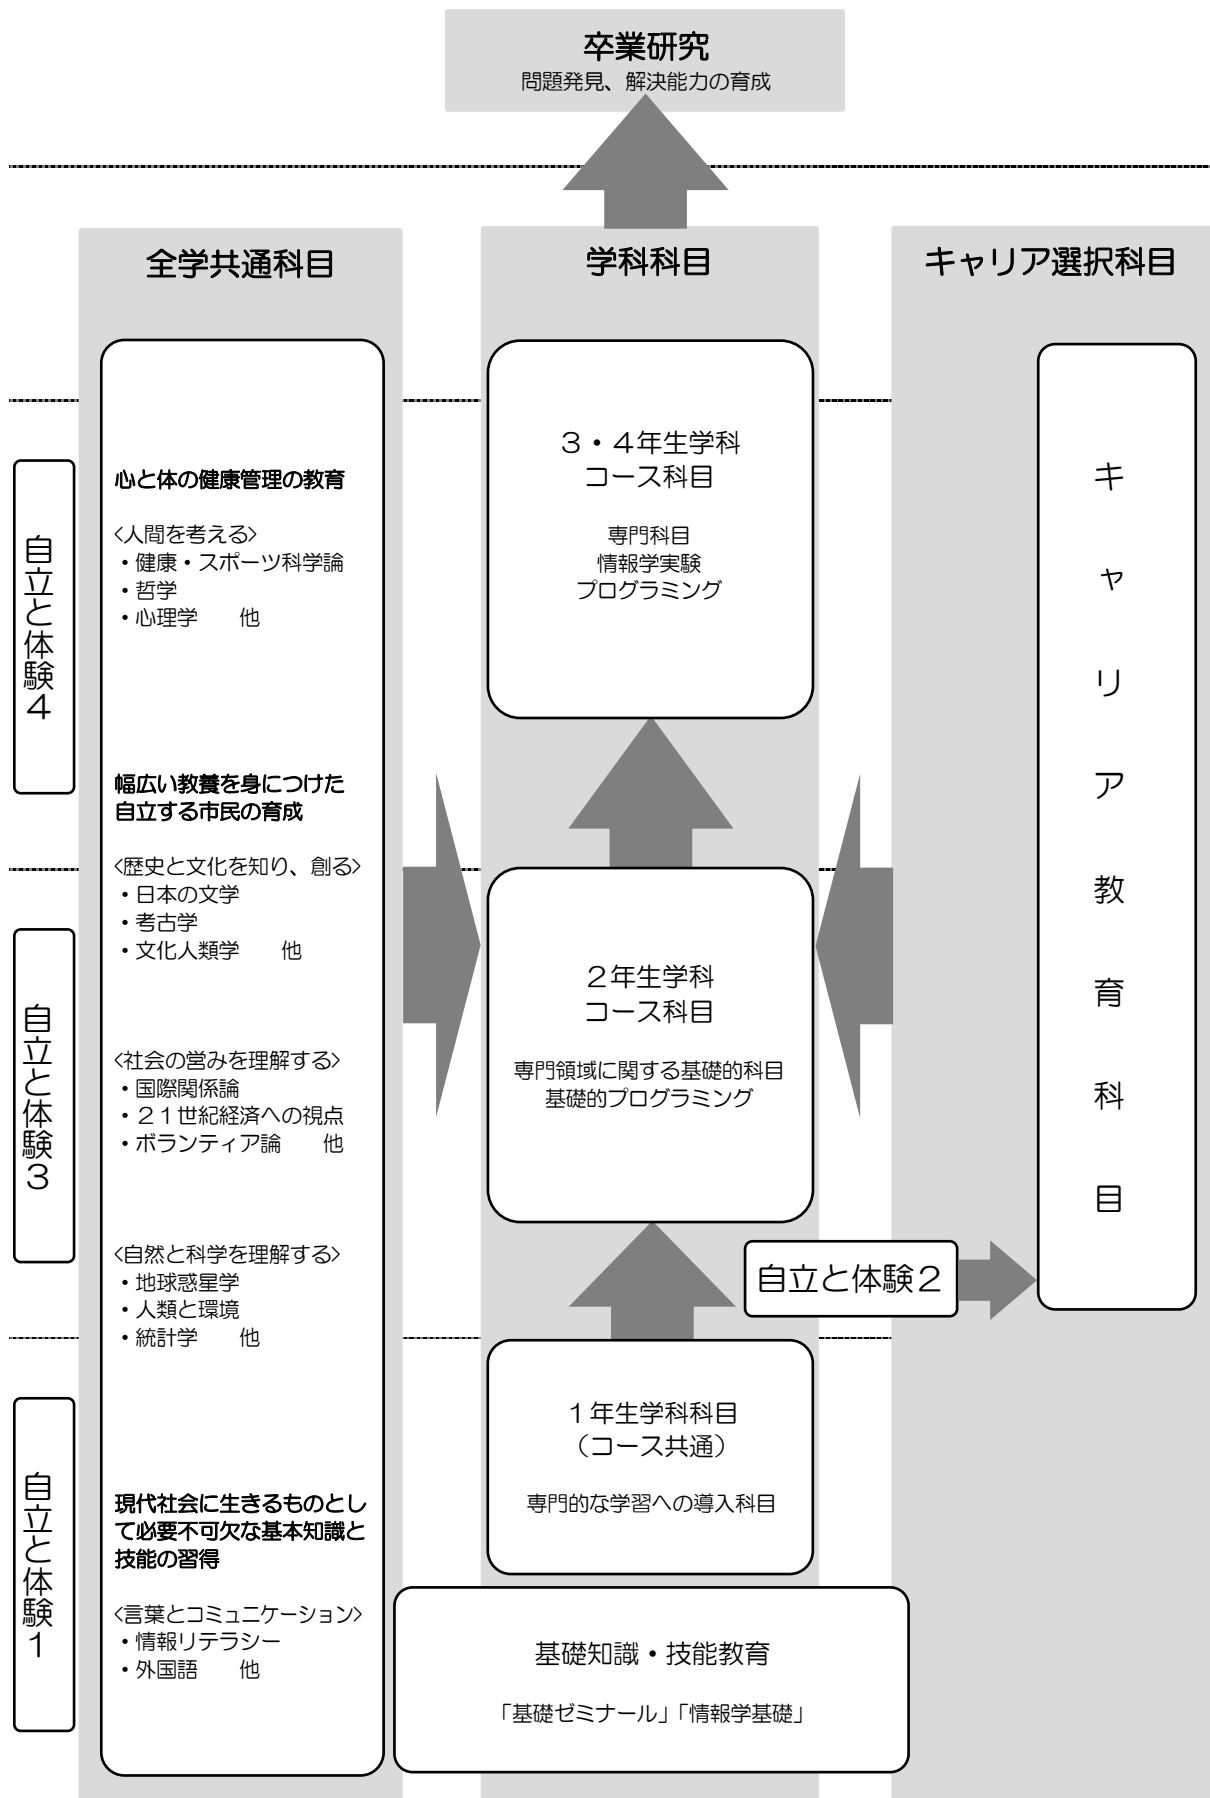 卒業研究
問題発見、解決能力の育成
全学共通科目
学科科目
キャリア選択科目
自立と体験４
心と体の健康管理の教育
<人間を考える>
・健康・スポーツ科学論
・哲学
・心理学　　他
幅広い教養を身につけた
自立する市民の育成
<歴史と文化を知り、創る>
・日本の文学
・考古学
・文化人類学　　他
自立と体験３
<社会の営みを理解する>
・国際関係論
・２１世紀経済への視点
・ボランティア論　　他
<自然と科学を理解する>
・地球惑星学
・人類と環境
・統計学　　他
自立と体験１
現代社会に生きるものとし
て必要不可欠な基本知識と
技能の習得
<言葉とコミュニケーション>
・情報リテラシー
・外国語　　他
３・４年生学科
コース科目
専門科目
情報学実験
プログラミング
２年生学科
コース科目
専門領域に関する基礎的科目
基礎的プログラミング
自立と体験２
１年生学科科目
（コース共通）
専門的な学習への導入科目
基礎知識・技能教育
「基礎ゼミナール」「情報学基礎」
キャリア教育科目